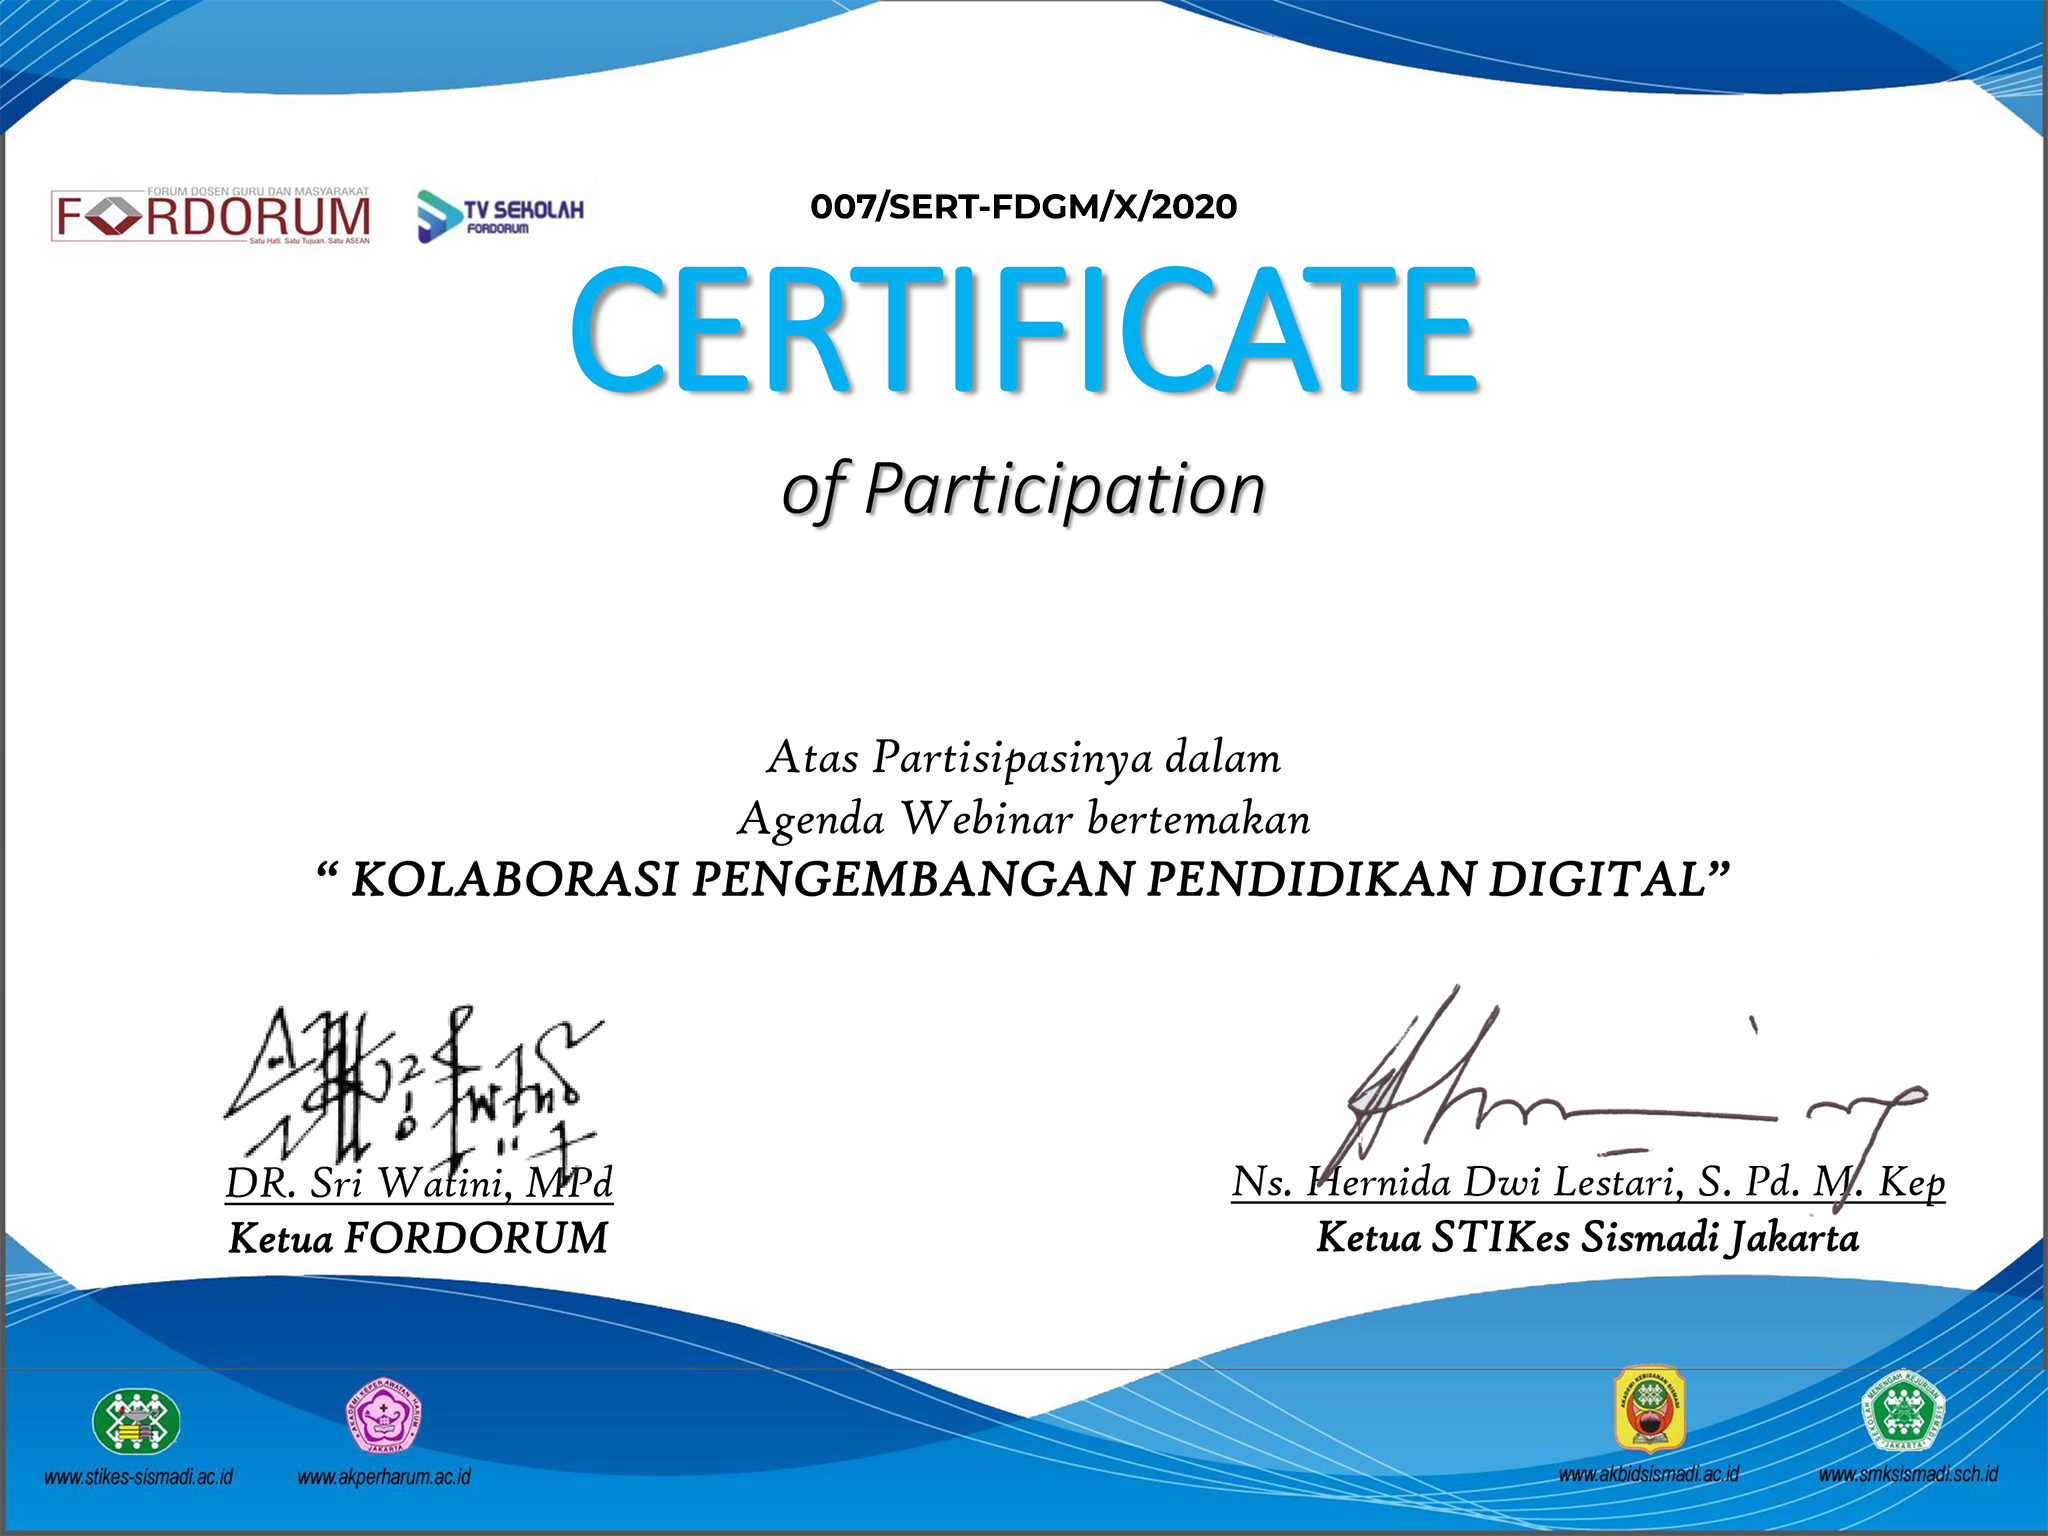 FORUM DOSEN GURU DAN MASYARAKAT
FORDORUM
Satu Hati. Satu Tujuan. Satu ASEAN
TV SEKOLAH
FORDORUM
007/SERT-FDGM/X/2020
CERTIFICATE
of Participation
Atas Partisipasinya dalam
Agenda Webinar bertemakan
“ KOLABORASI PENGEMBANGAN PENDIDIKAN DIGITAL”
DR. Sri Watini, MPd
Ketua FORDORUM
Ns. Hernida Dwi Lestari, S. Pd. M. Kep
Ketua STIKes Sismadi Jakarta
www.stikes-sismadi.ac.id
AKADEMI KEPERAWATAN HARUM
JAKARTA
www.akperharum.ac.id
AKADEMI KEBIDANAN SISMADI
www.akbidsismadi.ac.id
SEKOLAH MENENGAH KEJURUAN SISMADI
JAKARTA
www.smksismadi.sch.id